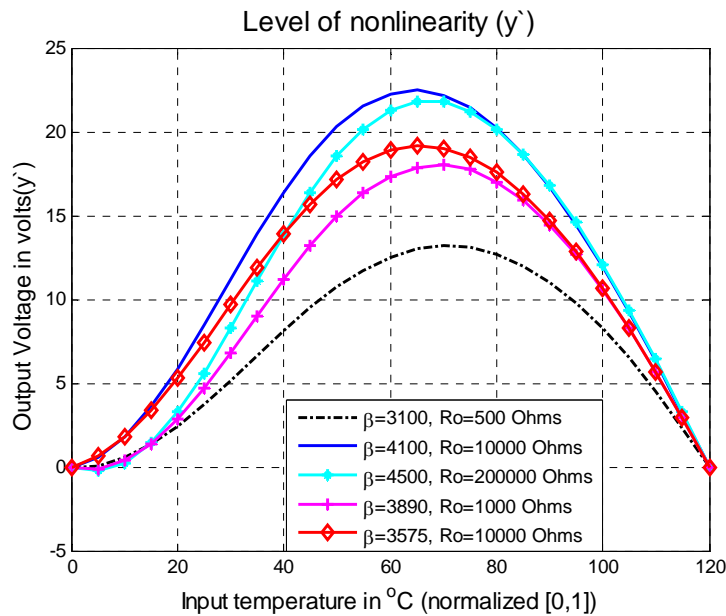 Level of nonlinearity (y`)
Output Voltage in volts(y`)
25
20
15
10
5
0
-5
β=3100, Ro=500 Ohms
β=4100, Ro=10000 Ohms
β=4500, Ro=200000 Ohms
β=3890, Ro=1000 Ohms
β=3575, Ro=10000 Ohms
0 20 40 60 80 100 120
Input temperature in °C (normalized [0,1])